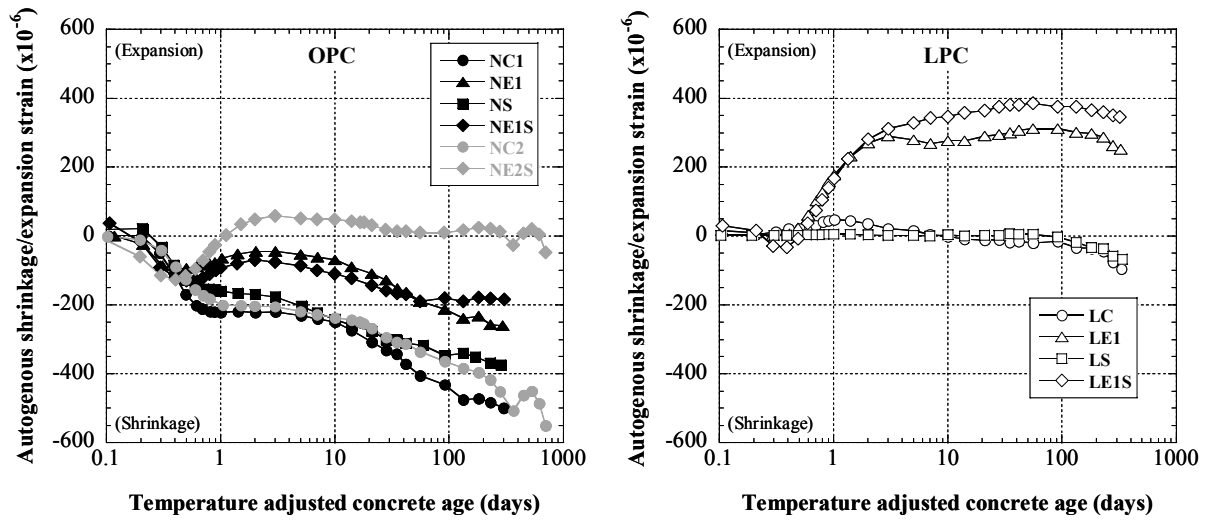 Autogenous shrinkage/expansion strain (x10-6)
600
400
200
0
-200
-400
-600
(Expansion)
OPC
NC1
NE1
NS
NE1S
NC2
NE2S
(Shrinkage)
0.1 1 10 100 1000
Temperature adjusted concrete age (days)
Autogenous shrinkage/expansion strain (x10-6)
600
400
200
0
-200
-400
-600
(Expansion)
LPC
LC
LE1
LS
LE1S
(Shrinkage)
0.1 1 10 100 1000
Temperature adjusted concrete age (days)